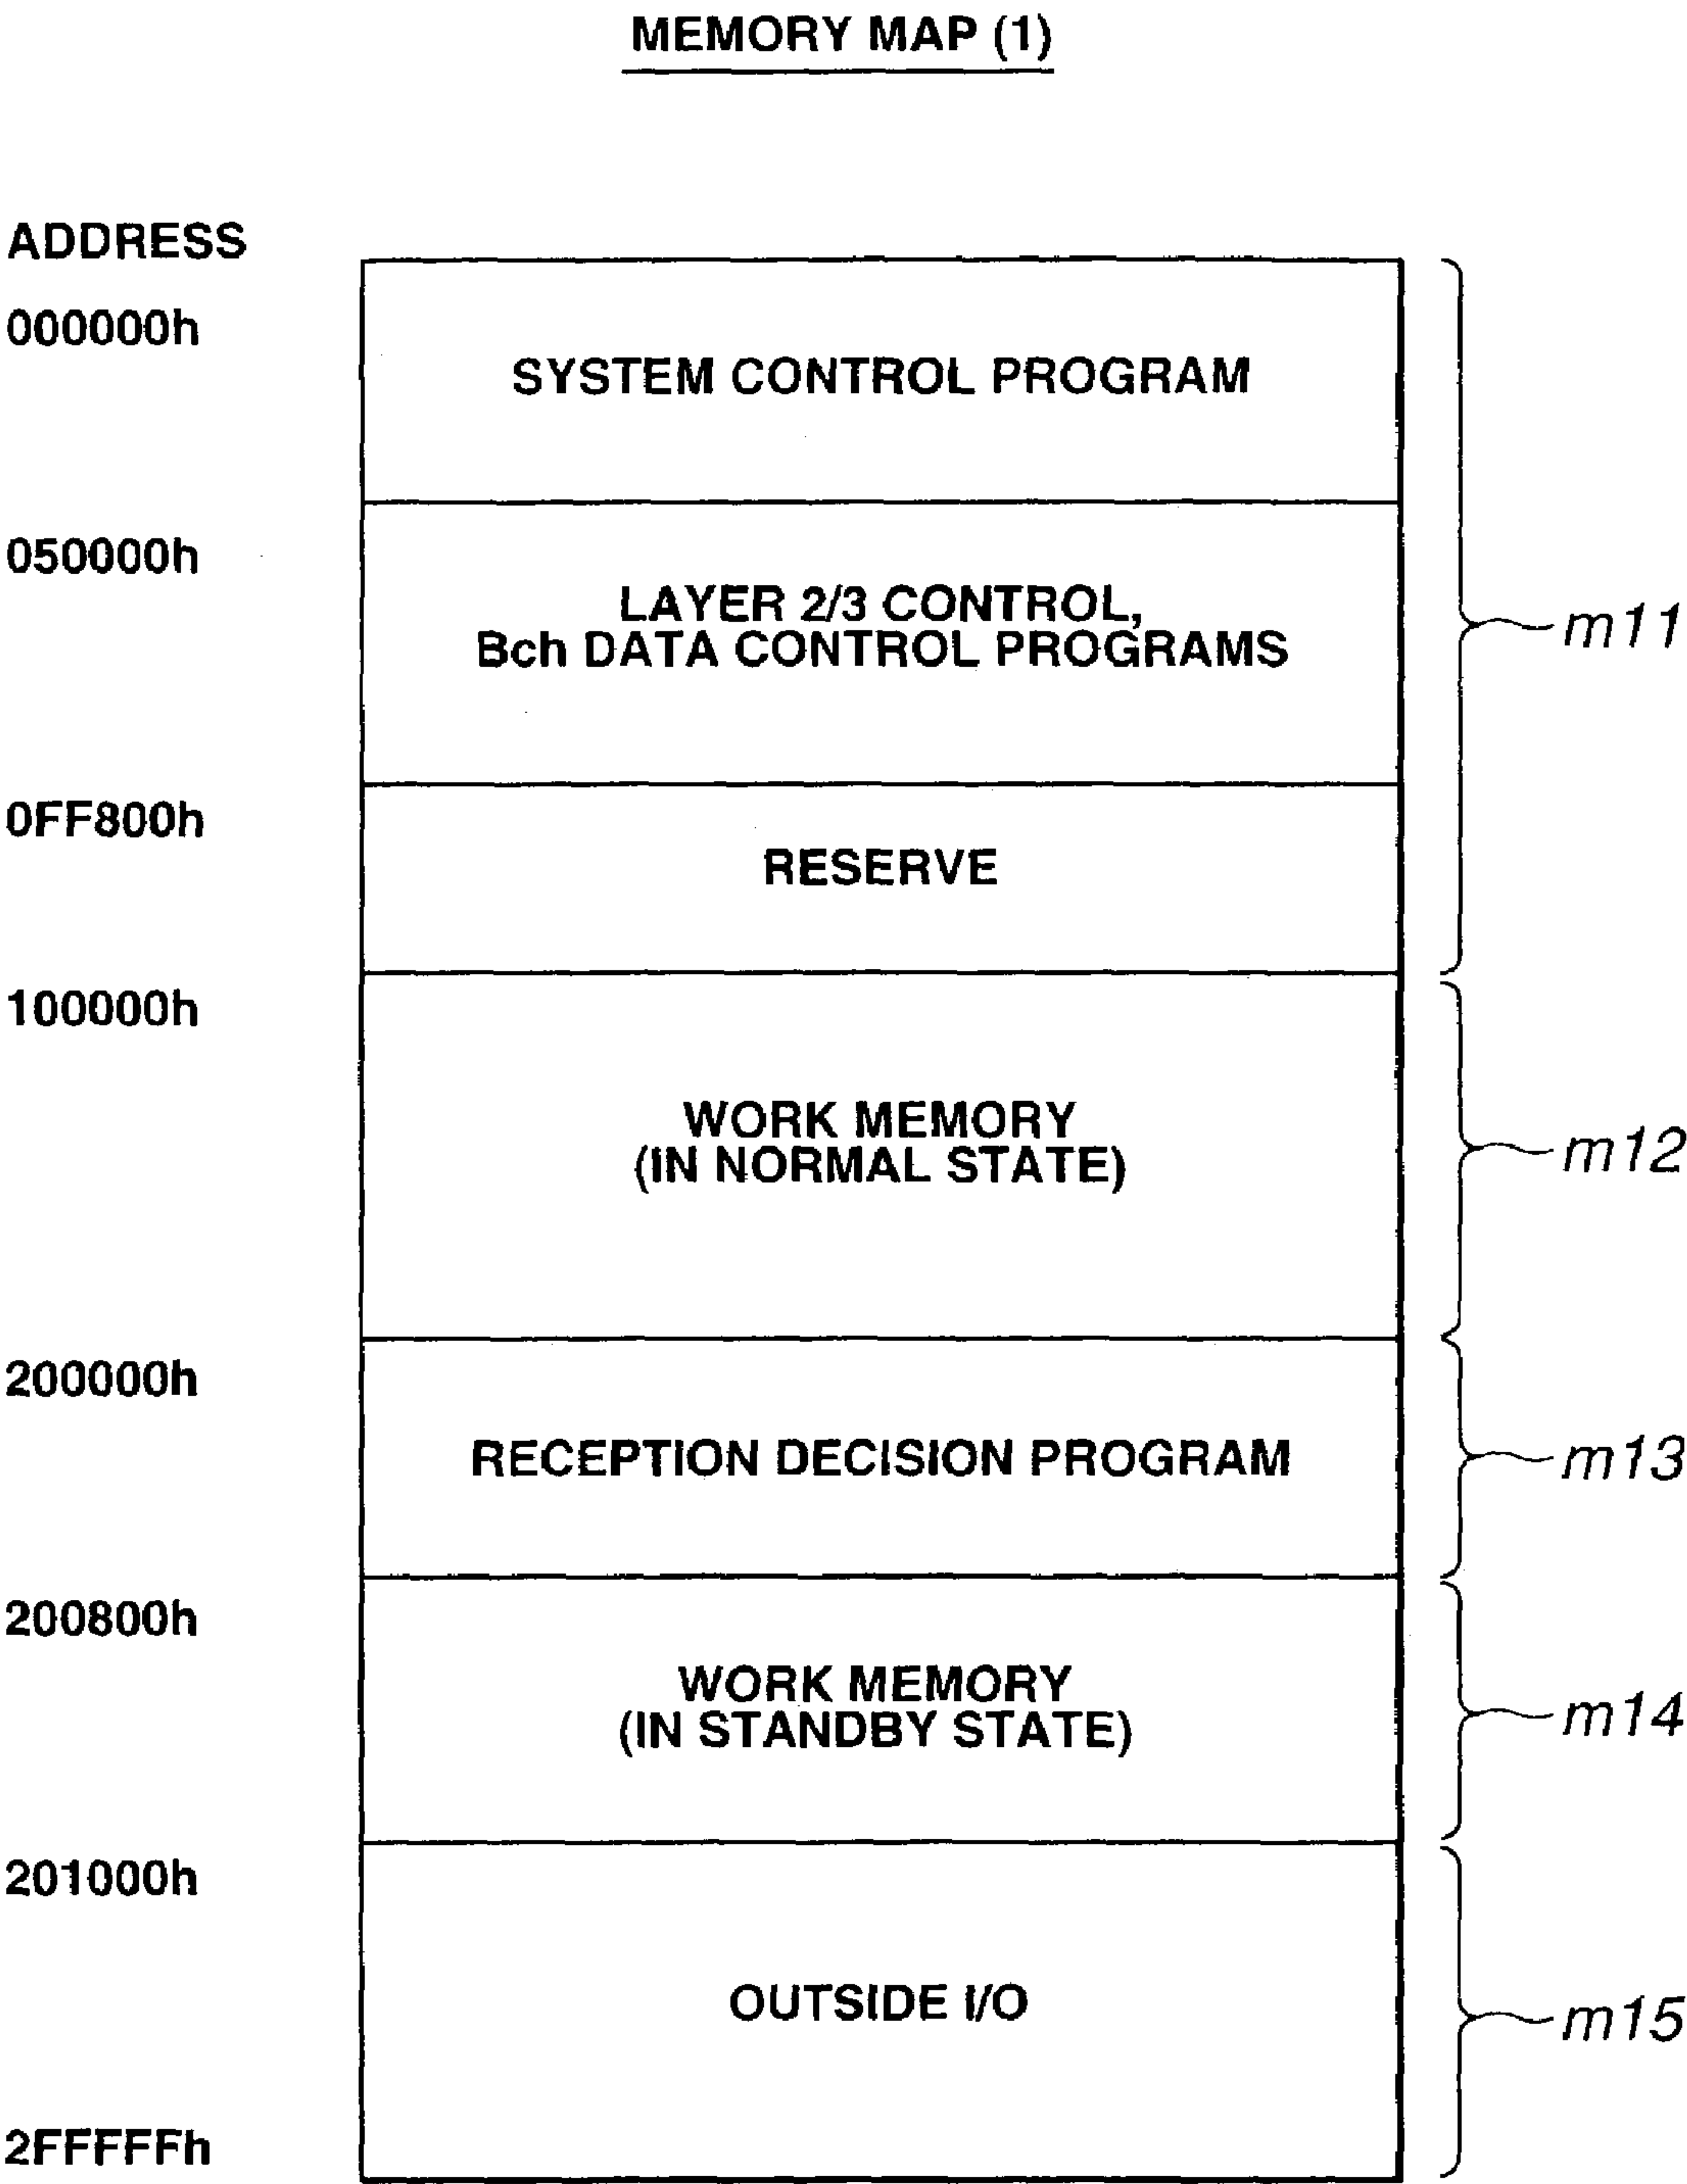 MEMORY MAP (1)
ADDRESS
000000h
SYSTEM CONTROL PROGRAM
050000h
LAYER 2/3 CONTROL,
Bch DATA CONTROL PROGRAMS
m11
0FF800h
RESERVE
100000h
WORK MEMORY
(IN NORMAL STATE)
m12
200000h
RECEPTION DECISION PROGRAM
m13
200800h
WORK MEMORY
(IN STANDBY STATE)
m14
201000h
OUTSIDE I/O
m15
2FFFFFh